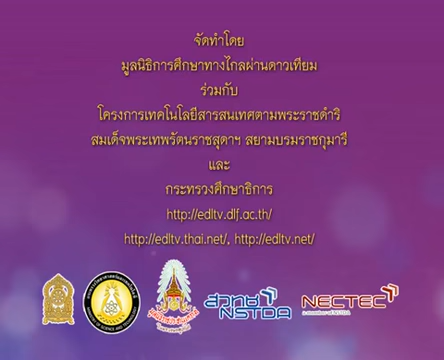 จัดทำโดย
มูลนิธิการศึกษาทางไกลผ่านดาวเทียม
ร่วมกับ
โครงการเทคโนโลยีสารสนเทศตามพระราชดำริ
สมเด็จพระเทพรัตนราชสุดาฯ สยามบรมราชกุมารี
และ
กระทรวงศึกษาธิการ
http://edltv.dlf.ac.th/
http://edltv.thai.net/, http://edltv.net/
สวทช
NSTDA
NECTEC
a member of NSTDA